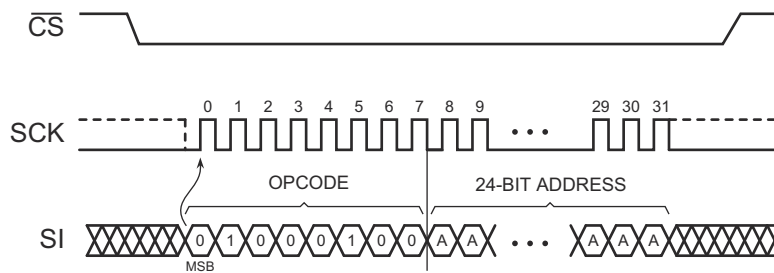 CS
0 1 2 3 4 5 6 7 8 9 29 30 31
SCK
OPCODE 24-BIT ADDRESS
SI 0 1 0 0 0 1 0 0 A A A A A
MSB